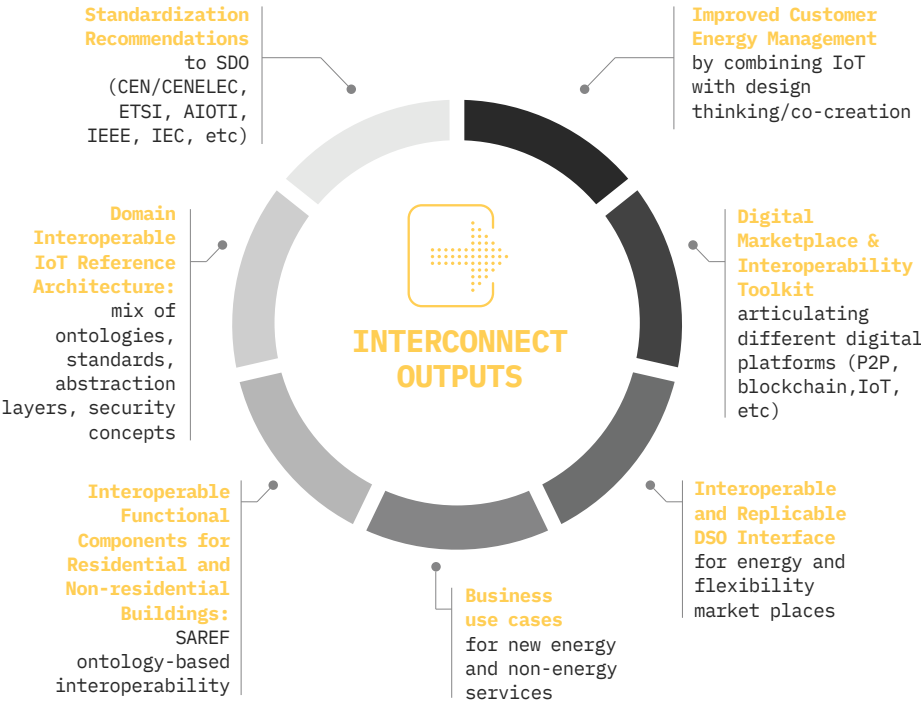 Standardization
Recommendations
to SDO
(CEN/CENELEC,
ETSI, AIOTI,
IEEE, IEC, etc)
Improved Customer
Energy Management
by combining IoT
with design
thinking/co-creation
Domain
Interoperable
IoT Reference
Architecture:
mix of
ontologies,
standards,
abstraction
layers, security
concepts
INTERCONNECT
OUTPUTS
Digital
Marketplace &
Interoperability
Toolkit
articulating
different digital
platforms (P2P,
blockchain,IoT,
etc)
Interoperable
Functional
Components for
Residential and
Non-residential
Buildings:
SAREF
ontology-based
interoperability
Business
use cases
for new energy
and non-energy
services
Interoperable
and Replicable
DSO Interface
for energy and
flexibility
market places